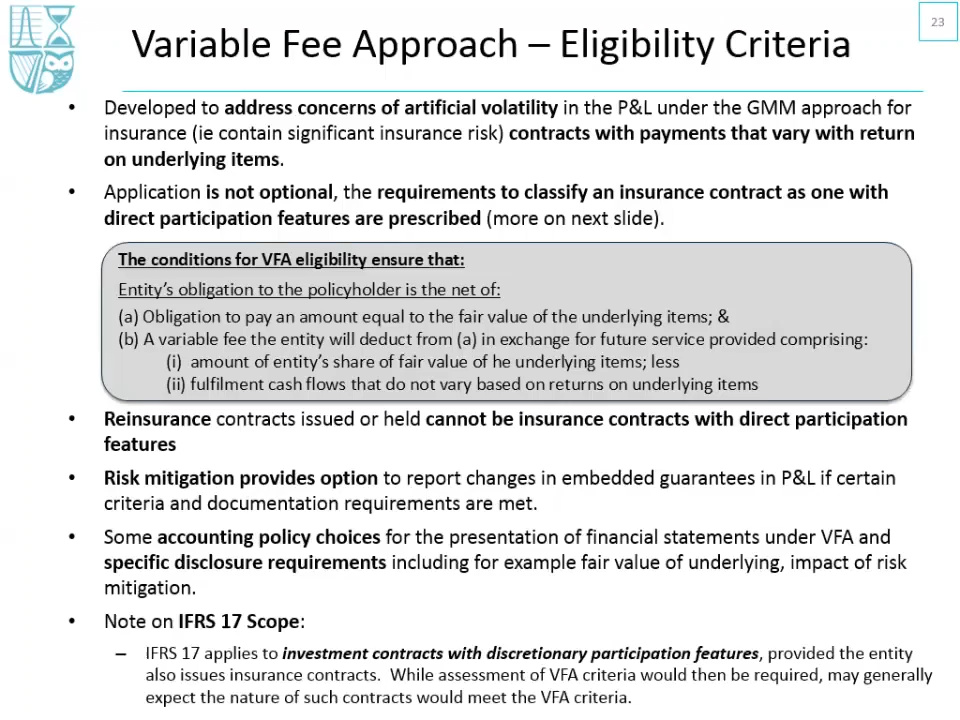 23
Variable Fee Approach – Eligibility Criteria
• Developed to address concerns of artificial volatility in the P&L under the GMM approach for
insurance (ie contain significant insurance risk) contracts with payments that vary with return
on underlying items.
• Application is not optional, the requirements to classify an insurance contract as one with
direct participation features are prescribed (more on next slide).
The conditions for VFA eligibility ensure that:
Entity’s obligation to the policyholder is the net of:
(a) Obligation to pay an amount equal to the fair value of the underlying items; &
(b) A variable fee the entity will deduct from (a) in exchange for future service provided comprising:
(i) amount of entity’s share of fair value of he underlying items; less
(ii) fulfilment cash flows that do not vary based on returns on underlying items
• Reinsurance contracts issued or held cannot be insurance contracts with direct participation
features
• Risk mitigation provides option to report changes in embedded guarantees in P&L if certain
criteria and documentation requirements are met.
• Some accounting policy choices for the presentation of financial statements under VFA and
specific disclosure requirements including for example fair value of underlying, impact of risk
mitigation.
• Note on IFRS 17 Scope:
– IFRS 17 applies to investment contracts with discretionary participation features, provided the entity
also issues insurance contracts. While assessment of VFA criteria would then be required, may generally
expect the nature of such contracts would meet the VFA criteria.